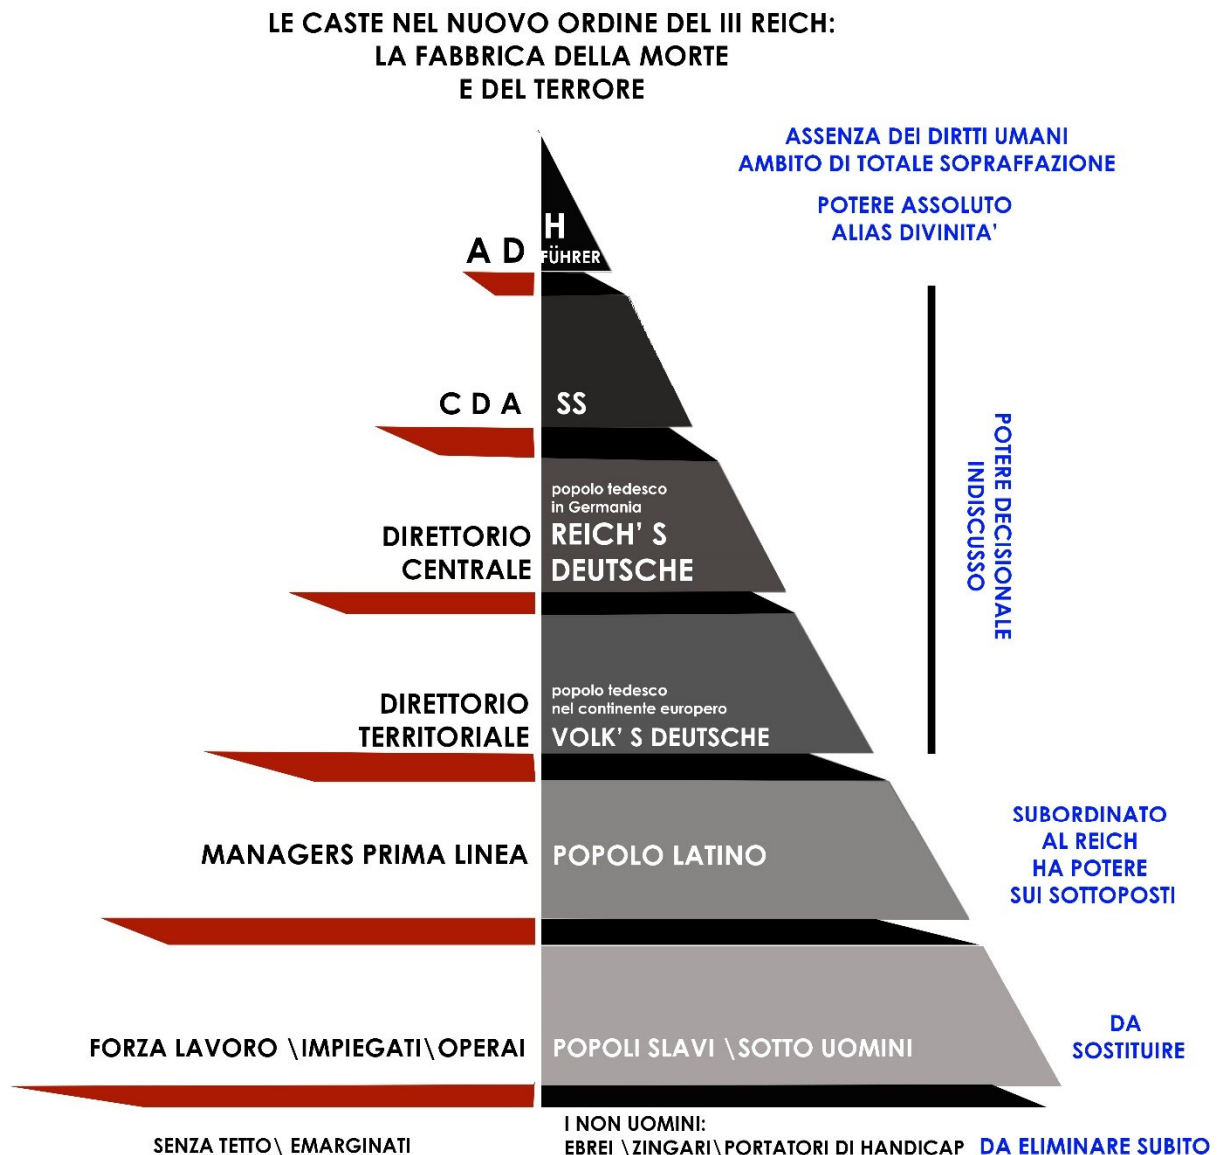 LE CASTE NEL NUOVO ORDINE DEL III REICH:
LA FABBRICA DELLA MORTE
E DEL TERRORE
ASSENZA DEI DIRTTI UMANI
AMBITO DI TOTALE SOPRAFFAZIONE
POTERE ASSOLUTO
ALIAS DIVINITA'
A D
H
FÜHRER
C D A
SS
POTERE DECISIONALE
INDISCUSSO
DIRETTORIO
CENTRALE
popolo tedesco
in Germania
REICH' S
DEUTSCHE
DIRETTORIO
TERRITORIALE
popolo tedesco
nel continente europero
VOLK' S DEUTSCHE
MANAGERS PRIMA LINEA
POPOLO LATINO
SUBORDINATO
AL REICH
HA POTERE
SUI SOTTOPOSTI
FORZA LAVORO \IMPIEGATI\OPERAI
POPOLI SLAVI \SOTTO UOMINI
DA
SOSTITUIRE
SENZA TETTO\ EMARGINATI
I NON UOMINI:
EBREI \ZINGARI\PORTATORI DI HANDICAP
DA ELIMINARE SUBITO